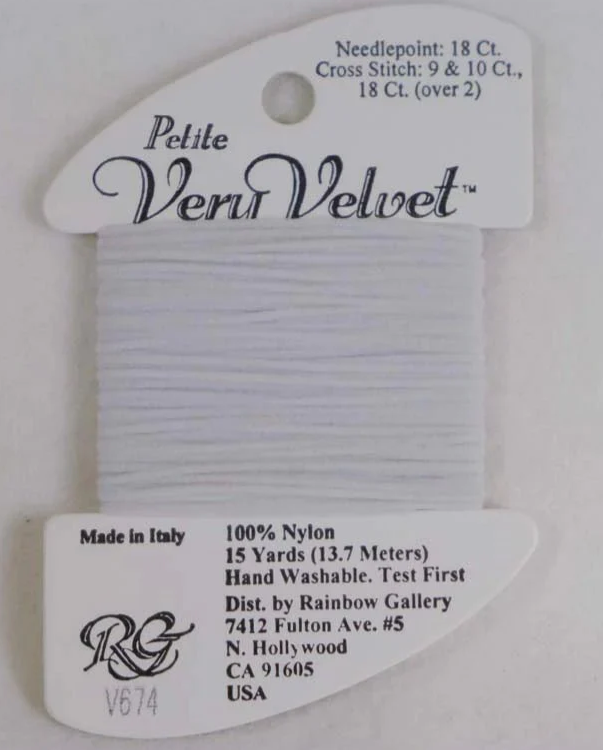 Needlepoint: 18 Ct.
Cross Stitch: 9 & 10 Ct.,
18 Ct. (over 2)
Petite
Very Velvet™
Made in Italy
100% Nylon
15 Yards (13.7 Meters)
Hand Washable. Test First
Dist. by Rainbow Gallery
7412 Fulton Ave. #5
N. Hollywood
CA 91605
USA
RG
V674